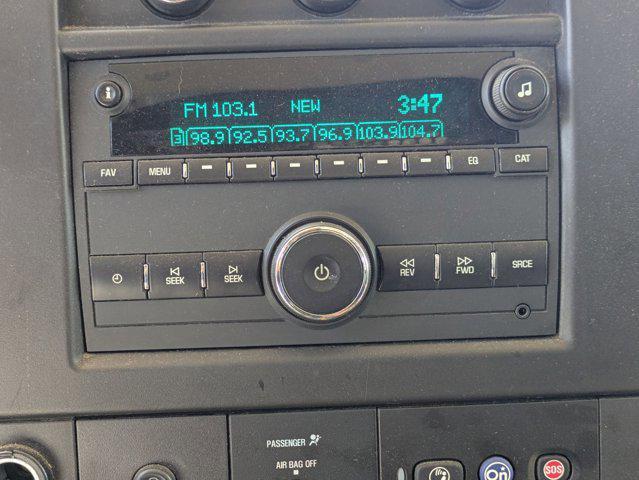 FM 103.1 NEW 3:47
3 98.9 92.5 93.7 96.9 103.9 104.7
FAV MENU EQ CAT
SEEK SEEK REV FWD SRCE
PASSENGER
AIR BAG OFF
on SOS